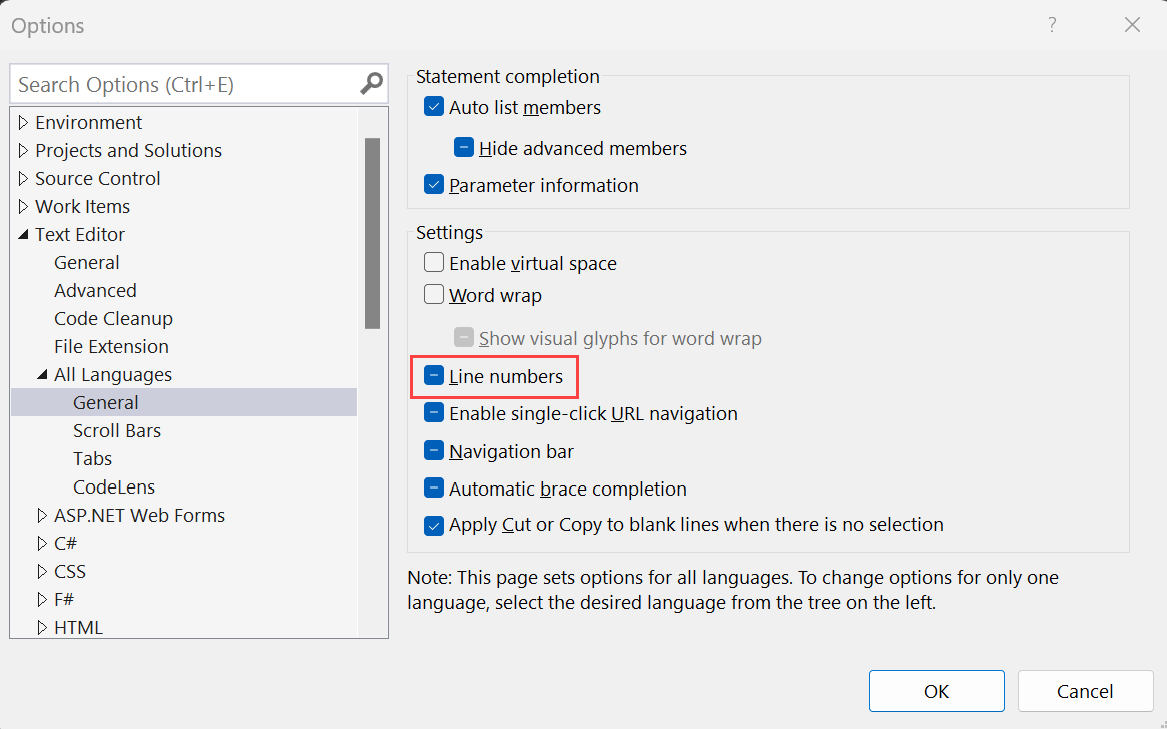 Options
?
Search Options (Ctrl+E)
Environment
Projects and Solutions
Source Control
Work Items
Text Editor
General
Advanced
Code Cleanup
File Extension
All Languages
General
Scroll Bars
Tabs
CodeLens
ASP.NET Web Forms
C#
CSS
F#
HTML
Statement completion
Auto list members
Hide advanced members
Parameter information
Settings
Enable virtual space
Word wrap
Show visual glyphs for word wrap
Line numbers
Enable single-click URL navigation
Navigation bar
Automatic brace completion
Apply Cut or Copy to blank lines when there is no selection
Note: This page sets options for all languages. To change options for only one
language, select the desired language from the tree on the left.
OK
Cancel